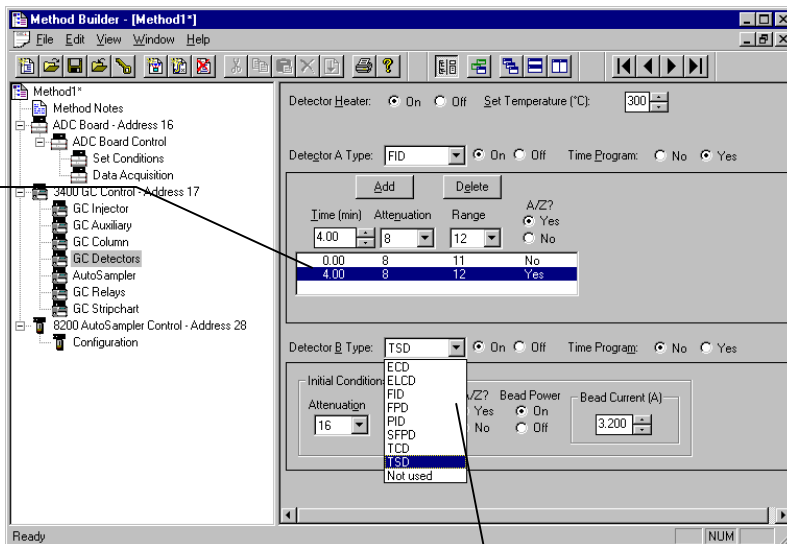 Method Builder - [Method1*]
File Edit View Window Help
Method1*
Method Notes
ADC Board - Address 16
ADC Board Control
Set Conditions
Data Acquisition
3400 GC Control - Address 17
GC Injector
GC Auxiliary
GC Column
GC Detectors
AutoSampler
GC Relays
GC Stripchart
8200 AutoSampler Control - Address 28
Configuration
Detector Heater: On Off Set Temperature (°C): 300
Detector A Type: FID On Off Time Program: No Yes
Add Delete
Time (min) Attenuation Range A/Z?
Yes
4.00 8 12 No
0.00 8 11 No
4.00 8 12 Yes
Detector B Type: TSD On Off Time Program: No Yes
ECD
ELCD
FID
FPD
PID
SFPD
TCD
TSD
Not used
Initial Condition
Attenuation A/Z? Bead Power Bead Current (A)
Yes On
16 No Off 3.200
Ready NUM